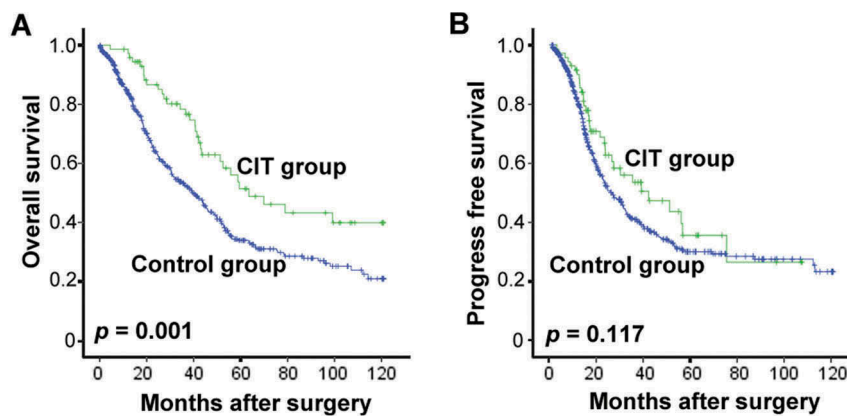 A
Overall survival
1.0
0.8
0.6
0.4
0.2
0
CIT group
Control group
p = 0.001
0 20 40 60 80 100 120
Months after surgery
B
Progress free survival
1.0
0.8
0.6
0.4
0.2
0
CIT group
Control group
p = 0.117
0 20 40 60 80 100 120
Months after surgery